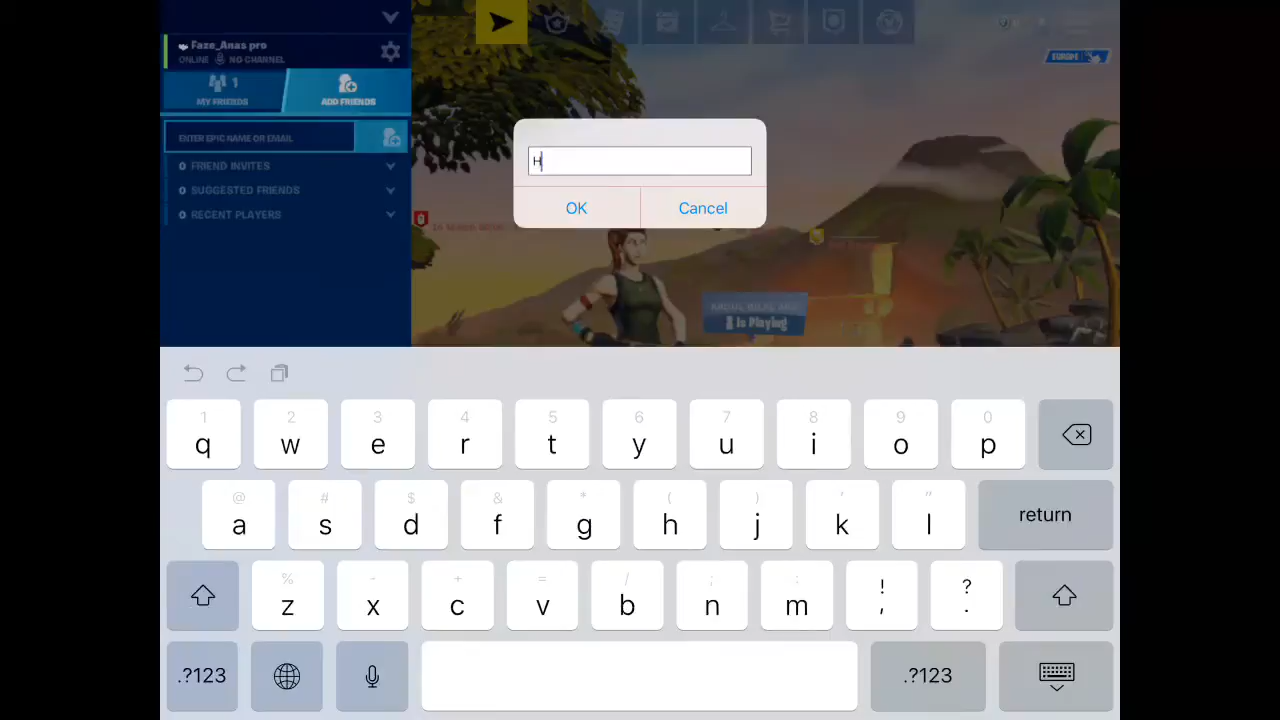 Faze_Anas pro
ONLINE NO CHANNEL
1
MY FRIENDS
ADD FRIENDS
ENTER EPIC NAME OR EMAIL
0 FRIEND INVITES
0 SUGGESTED FRIENDS
0 RECENT PLAYERS
EUROPE
H
OK
Cancel
Is Playing
1 2 3 4 5 6 7 8 9 0
q w e r t y u i o p
@ # $ & * ( ) ' "
a s d f g h j k l
return
% - + = / ; : ! ?
z x c v b n m , .
.?123
.?123